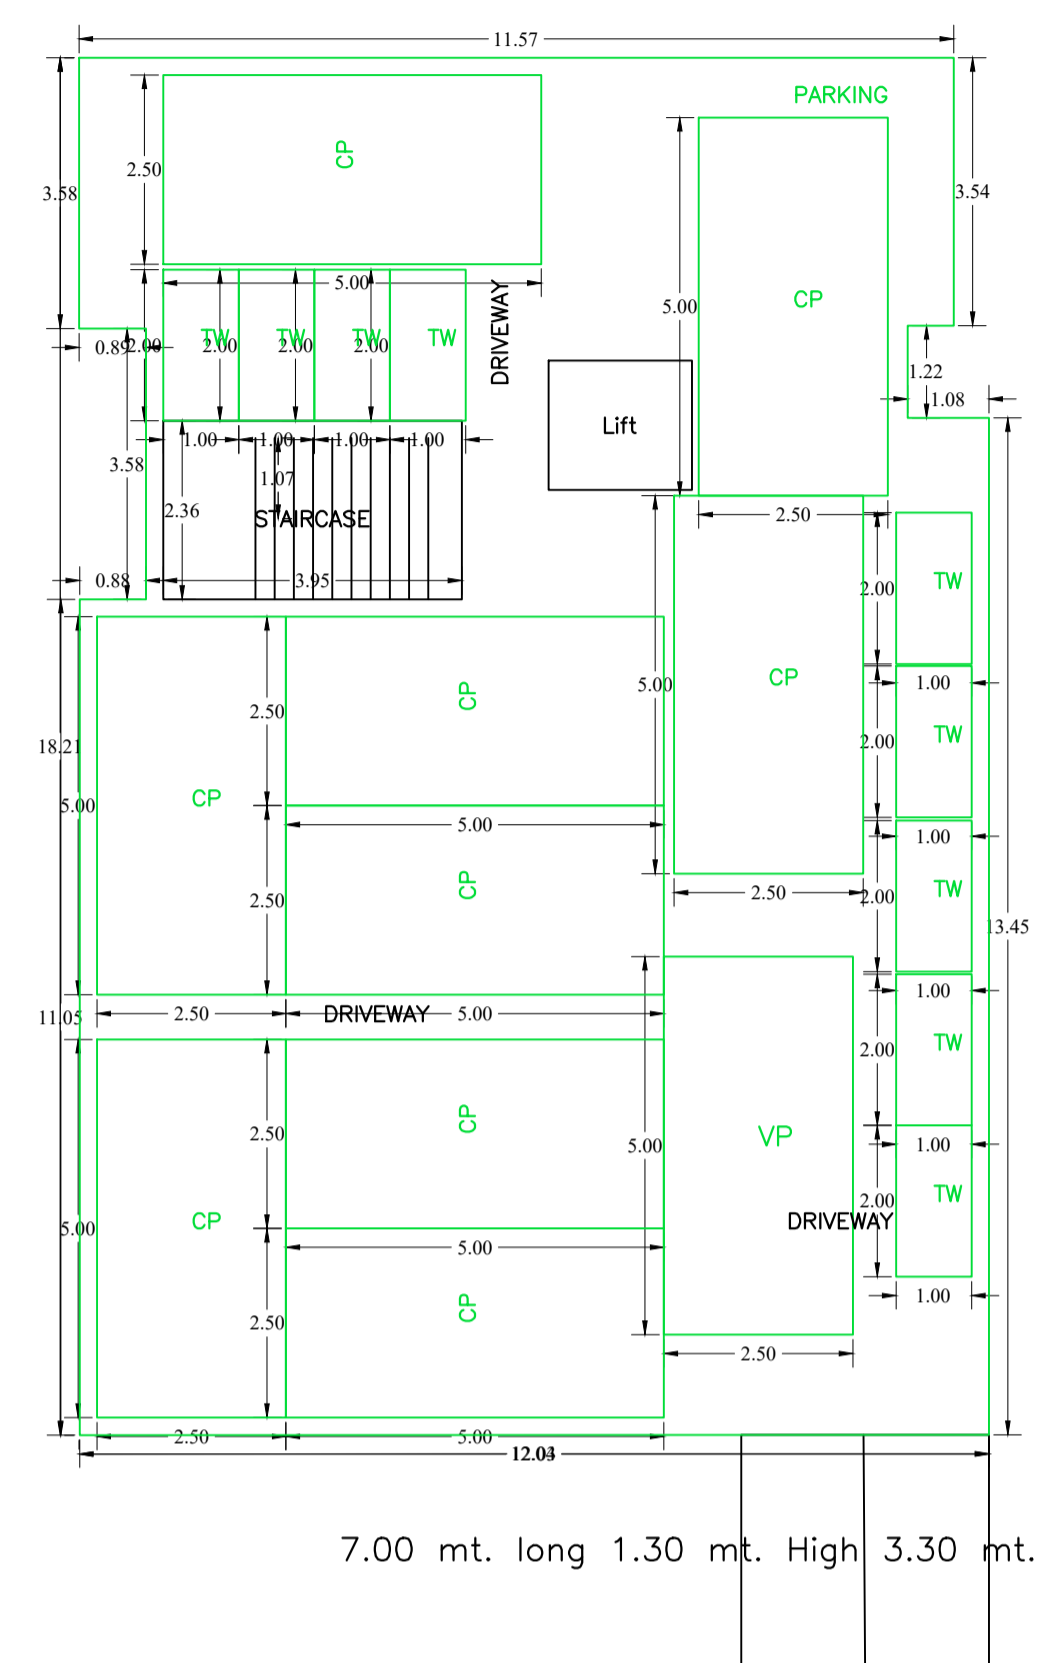 11.57
PARKING
CP
2.50
3.58
3.54
5.00
DRIVEWAY
CP
5.00
TW
TW
TW
TW
0.89
2.00
2.00
2.00
2.00
1.22
1.08
Lift
1.00
1.00
1.00
1.00
3.58
1.07
2.36
STAIRCASE
2.50
0.88
3.95
TW
2.00
CP
2.50
CP
5.00
1.00
TW
2.00
18.21
CP
5.00
5.00
1.00
CP
2.50
2.50
TW
2.00
13.45
1.00
11.05
2.50
DRIVEWAY
5.00
TW
2.00
CP
2.50
VP
5.00
1.00
TW
2.00
CP
5.00
DRIVEWAY
5.00
1.00
CP
2.50
2.50
2.50
5.00
12.03
7.00 mt. long 1.30 mt. High 3.30 mt.